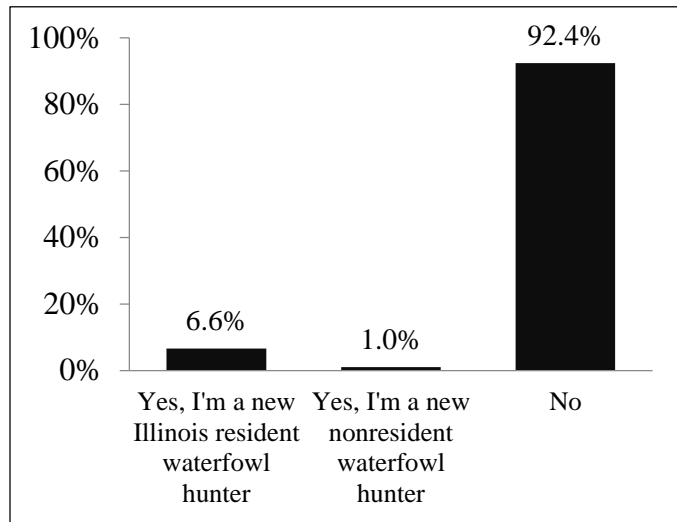 100%
80%
60%
40%
20%
0%
6.6%
1.0%
92.4%
Yes, I'm a new
Illinois resident
waterfowl
hunter
Yes, I'm a new
nonresident
waterfowl
hunter
No